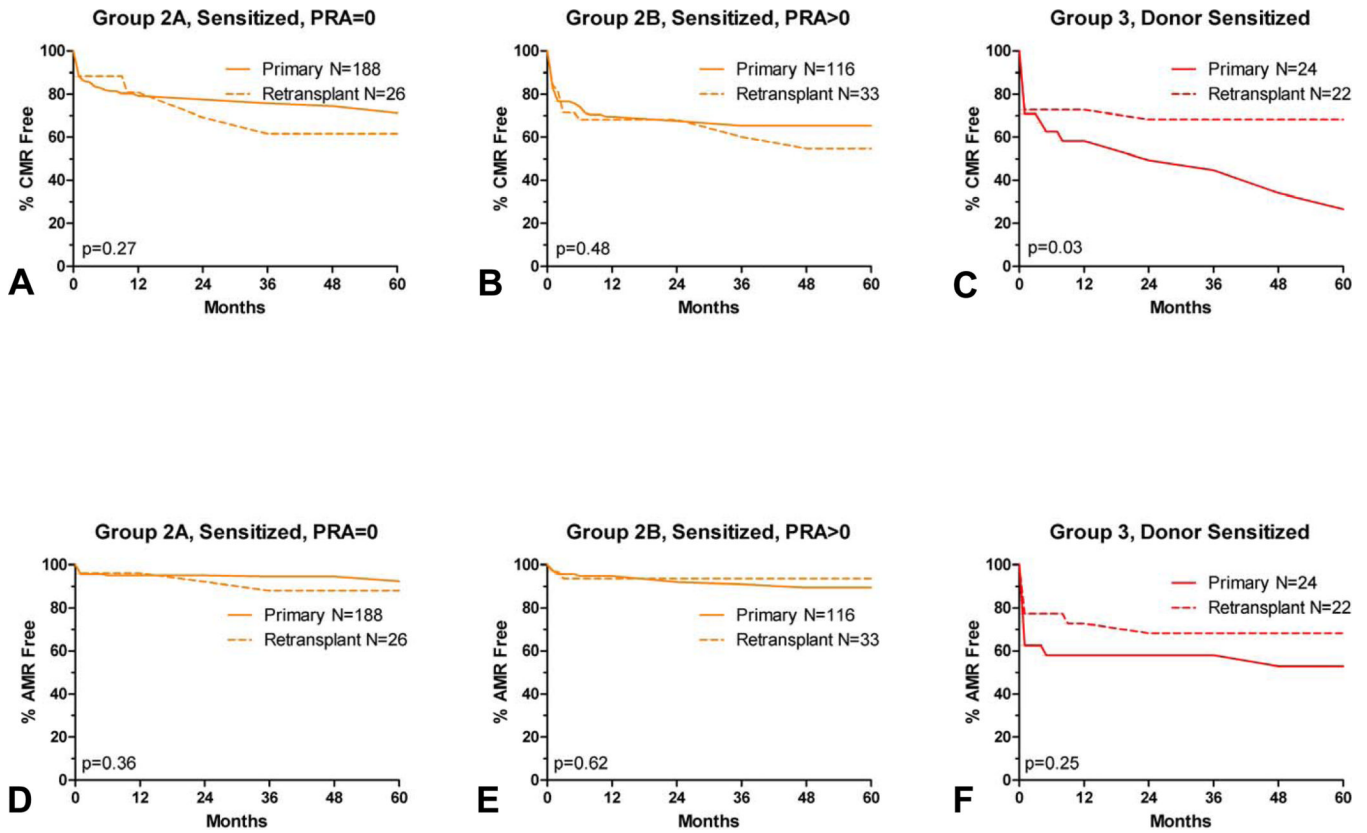 Group 2A, Sensitized, PRA=0
Group 2B, Sensitized, PRA>0
Group 3, Donor Sensitized
% CMR Free
100
80
60
40
20
0
Primary N=188
Retransplant N=26
p=0.27
0 12 24 36 48 60
Months
A
% CMR Free
100
80
60
40
20
0
Primary N=116
Retransplant N=33
p=0.48
0 12 24 36 48 60
Months
B
% CMR Free
100
80
60
40
20
0
Primary N=24
Retransplant N=22
p=0.03
0 12 24 36 48 60
Months
C
Group 2A, Sensitized, PRA=0
Group 2B, Sensitized, PRA>0
Group 3, Donor Sensitized
% AMR Free
100
80
60
40
20
0
Primary N=188
Retransplant N=26
p=0.36
0 12 24 36 48 60
Months
D
% AMR Free
100
80
60
40
20
0
Primary N=116
Retransplant N=33
p=0.62
0 12 24 36 48 60
Months
E
% AMR Free
100
80
60
40
20
0
Primary N=24
Retransplant N=22
p=0.25
0 12 24 36 48 60
Months
F